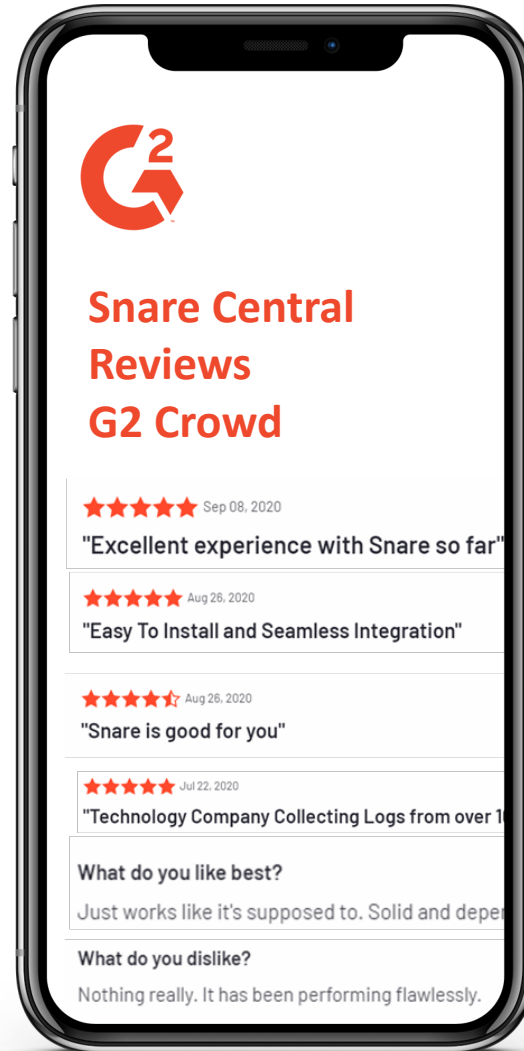 G2
Snare Central
Reviews
G2 Crowd
Sep 08, 2020
"Excellent experience with Snare so far"
Aug 26, 2020
"Easy To Install and Seamless Integration"
Aug 26, 2020
"Snare is good for you"
Jul 22, 2020
"Technology Company Collecting Logs from over
What do you like best?
Just works like it's supposed to. Solid and
What do you dislike?
Nothing really. It has been performing flawlessly.